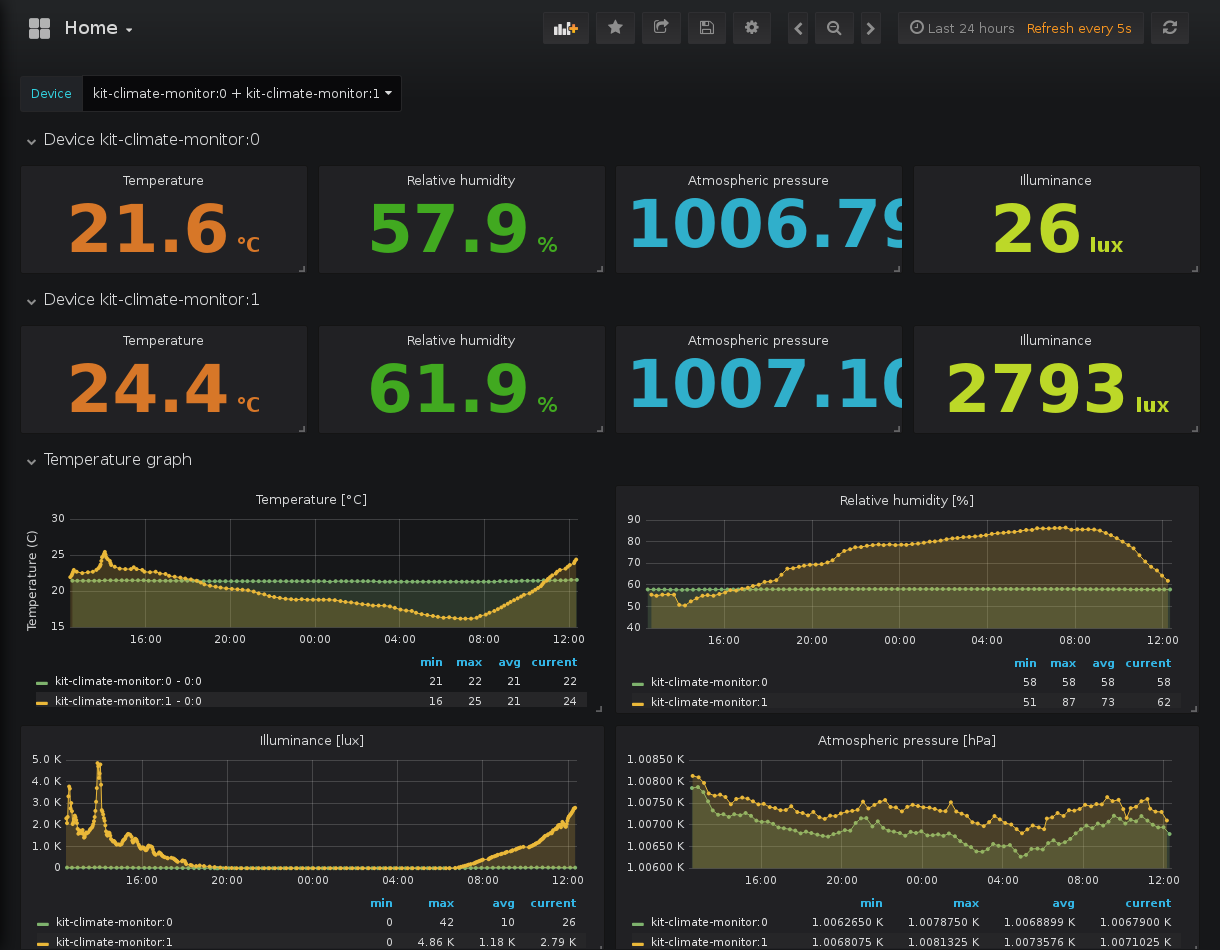 Home
Last 24 hours Refresh every 5s
Device kit-climate-monitor:0 + kit-climate-monitor:1
Device kit-climate-monitor:0
Temperature Relative humidity Atmospheric pressure Illuminance
21.6 °C 57.9 % 1006.79 26 lux
Device kit-climate-monitor:1
Temperature Relative humidity Atmospheric pressure Illuminance
24.4 °C 61.9 % 1007.10 2793 lux
Temperature graph
Temperature [°C]
Temperature (C)
30
25
20
15
16:00 20:00 00:00 04:00 08:00 12:00
min max avg current
kit-climate-monitor:0 - 0:0 21 22 21 22
kit-climate-monitor:1 - 0:0 16 25 21 24
Relative humidity [%]
90
80
70
60
50
40
16:00 20:00 00:00 04:00 08:00 12:00
min max avg current
kit-climate-monitor:0 58 58 58 58
kit-climate-monitor:1 51 87 73 62
Illuminance [lux]
5.0 K
4.0 K
3.0 K
2.0 K
1.0 K
0
16:00 20:00 00:00 04:00 08:00 12:00
min max avg current
kit-climate-monitor:0 0 42 10 26
kit-climate-monitor:1 0 4.86 K 1.18 K 2.79 K
Atmospheric pressure [hPa]
1.00850 K
1.00800 K
1.00750 K
1.00700 K
1.00650 K
1.00600 K
16:00 20:00 00:00 04:00 08:00 12:00
min max avg current
kit-climate-monitor:0 1.0062650 K 1.0078750 K 1.0068899 K 1.0067900 K
kit-climate-monitor:1 1.0068075 K 1.0081325 K 1.0073576 K 1.0071025 K